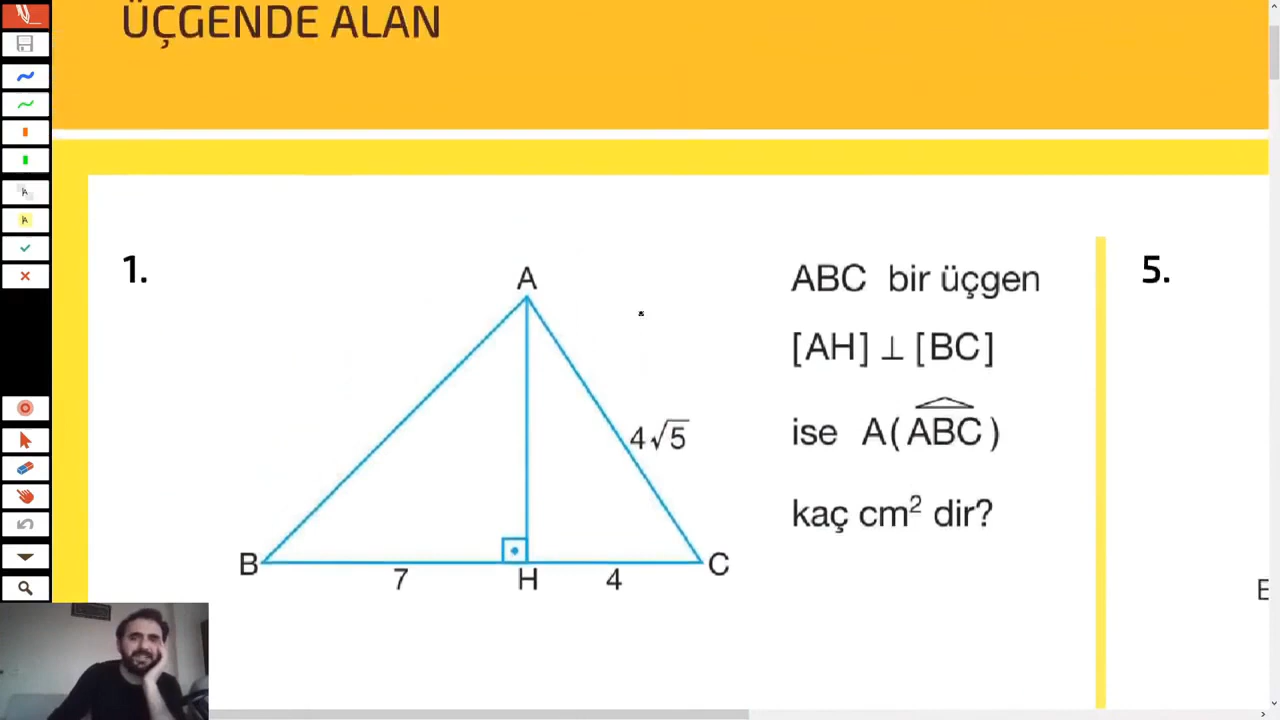 ÜÇGENDE ALAN
1.
A
4√5
B
7
H
4
C
ABC bir üçgen
[AH] ⊥ [BC]
ise A(ABC)
kaç cm² dir?
5.
E